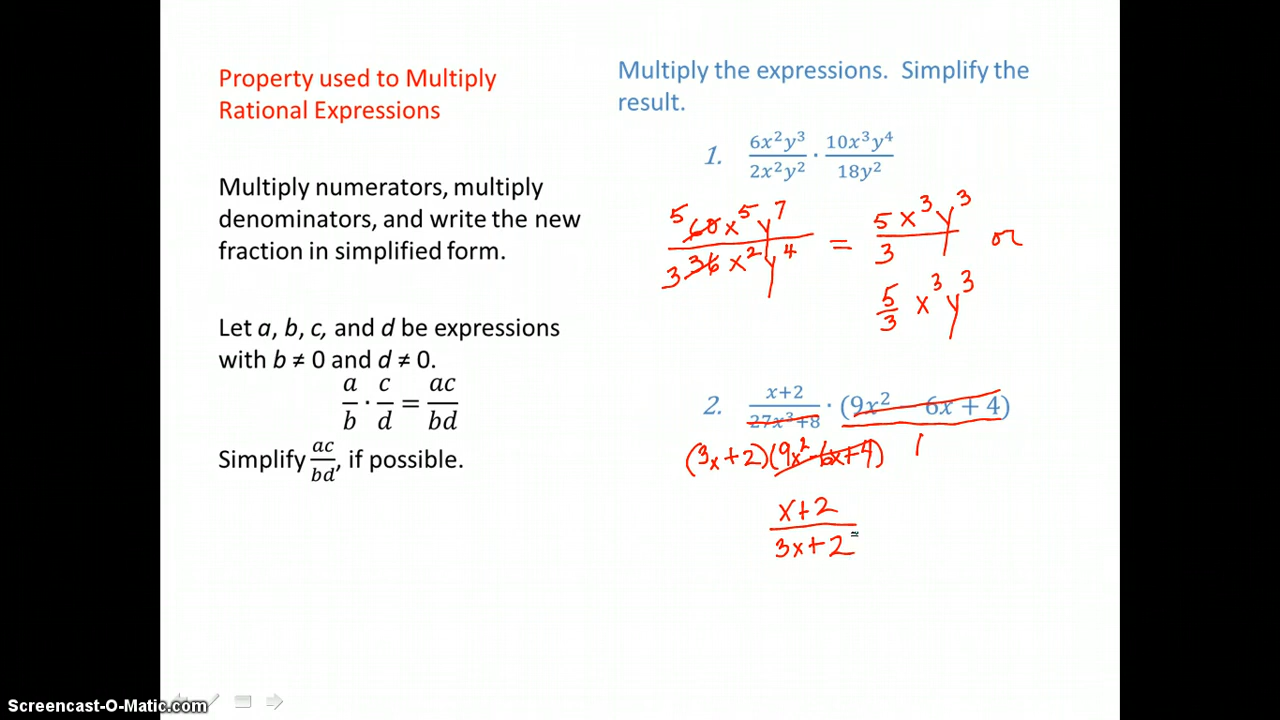 Property used to Multiply
Rational Expressions
Multiply numerators, multiply
denominators, and write the new
fraction in simplified form.
Let a, b, c, and d be expressions
with b ≠ 0 and d ≠ 0.
a/b · c/d = ac/bd
Simplify ac/bd, if possible.
Multiply the expressions. Simplify the
result.
1. 6x²y³/2x²y² · 10x³y⁴/18y²
5 60x⁵y⁷ / 3 36x²y⁴ = 5x³y³/3 or
5/3 x³y³
2. x+2/27x³+8 · (9x² 6x + 4)
(3x+2)(9x²-6x+4) 1
x+2/3x+2
Screencast-O-Matic.com